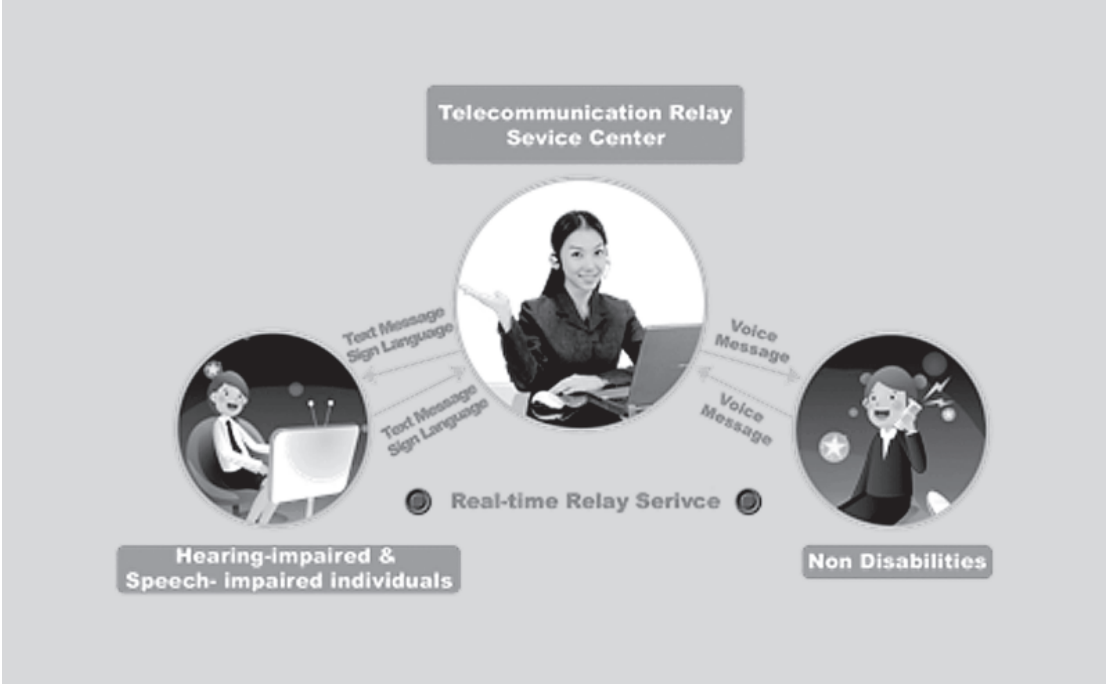 Telecommunication Relay
Sevice Center
Text Message
Sign Language
Text Message
Sign Language
Voice
Message
Voice
Message
Real-time Relay Serivce
Hearing-impaired &
Speech- impaired individuals
Non Disabilities